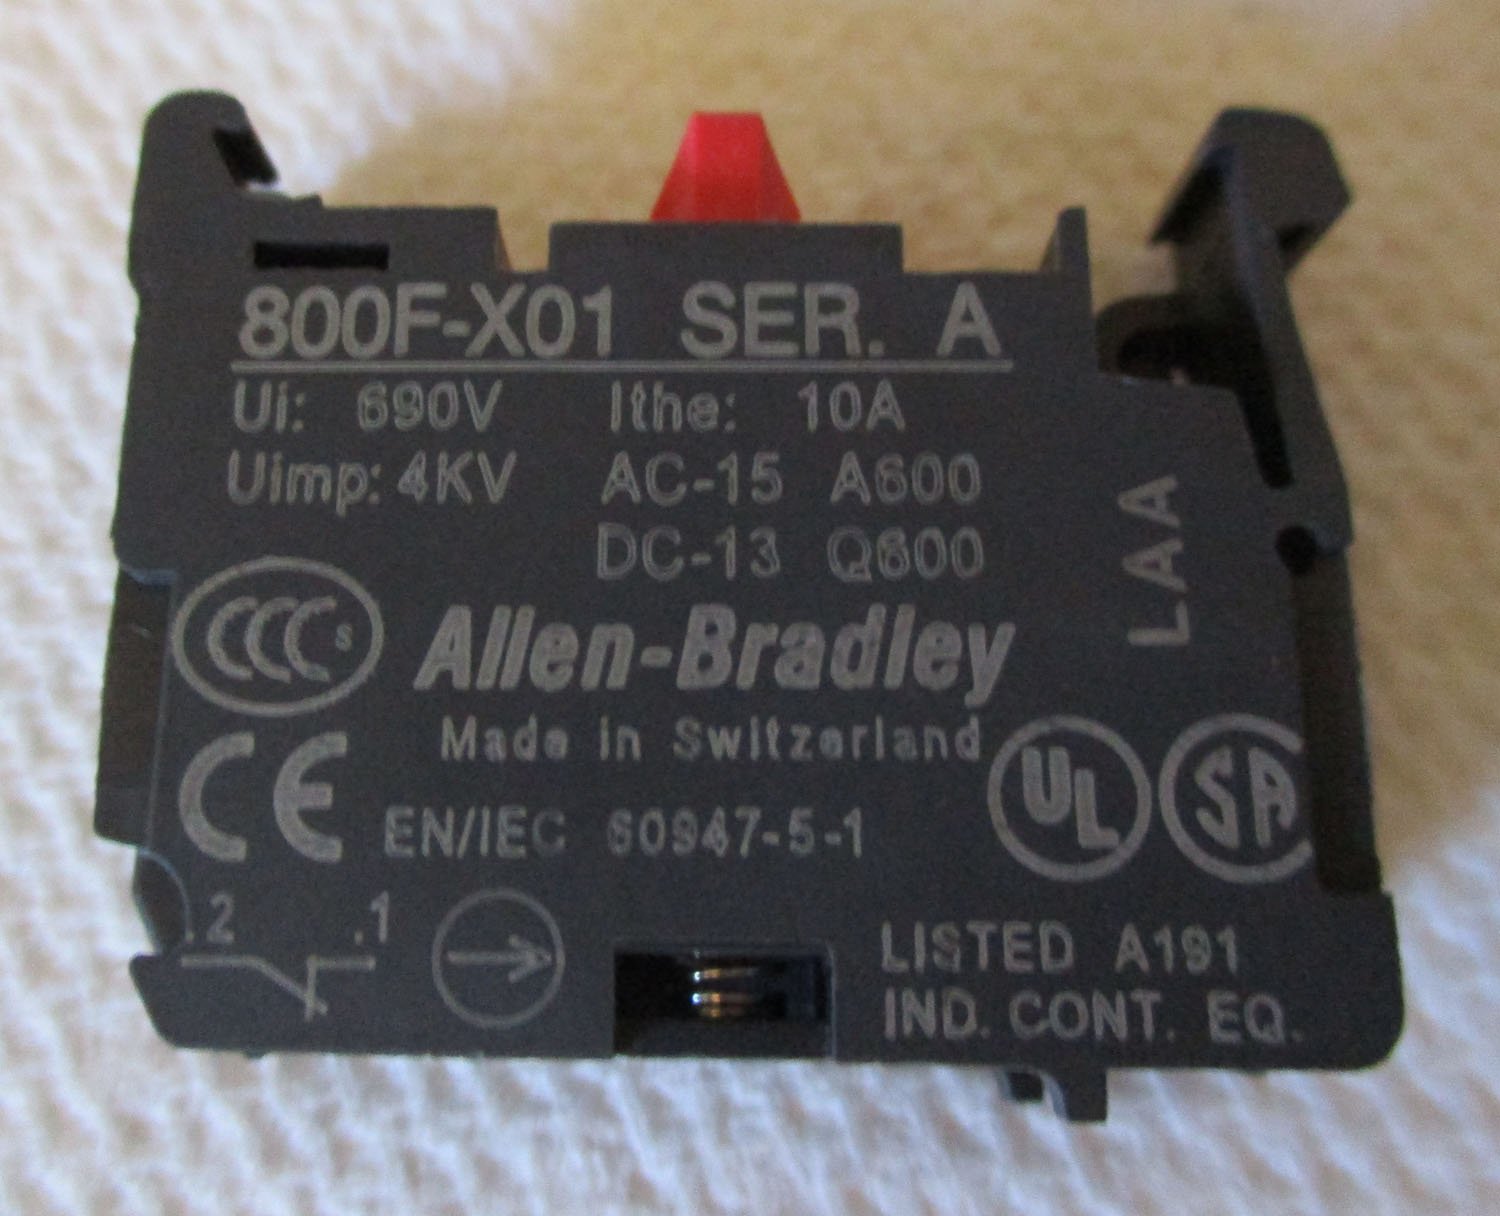 800F-X01 SER. A
Ui: 690V Ithe: 10A
Uimp: 4KV AC-15 A600
DC-13 Q600
LAA
CCC S
Allen-Bradley
Made in Switzerland
CE
EN/IEC 60947-5-1
UL SA
.2 .1
LISTED A191
IND. CONT. EQ.